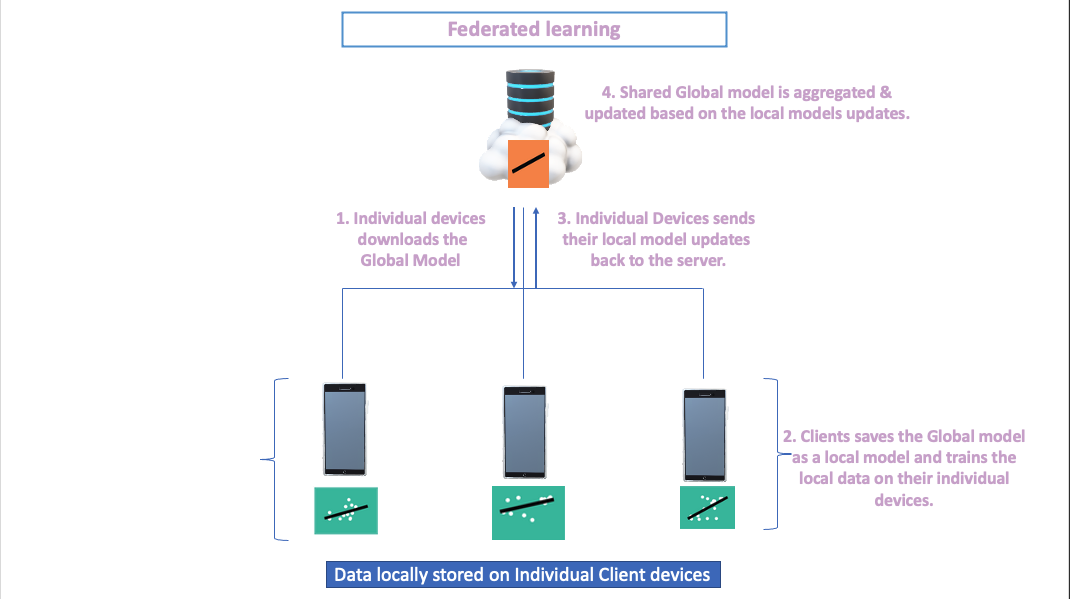 Federated learning
4. Shared Global model is aggregated &
updated based on the local models updates.
1. Individual devices
downloads the
Global Model
3. Individual Devices sends
their local model updates
back to the server.
2. Clients saves the Global model
as a local model and trains the
local data on their individual
devices.
Data locally stored on Individual Client devices